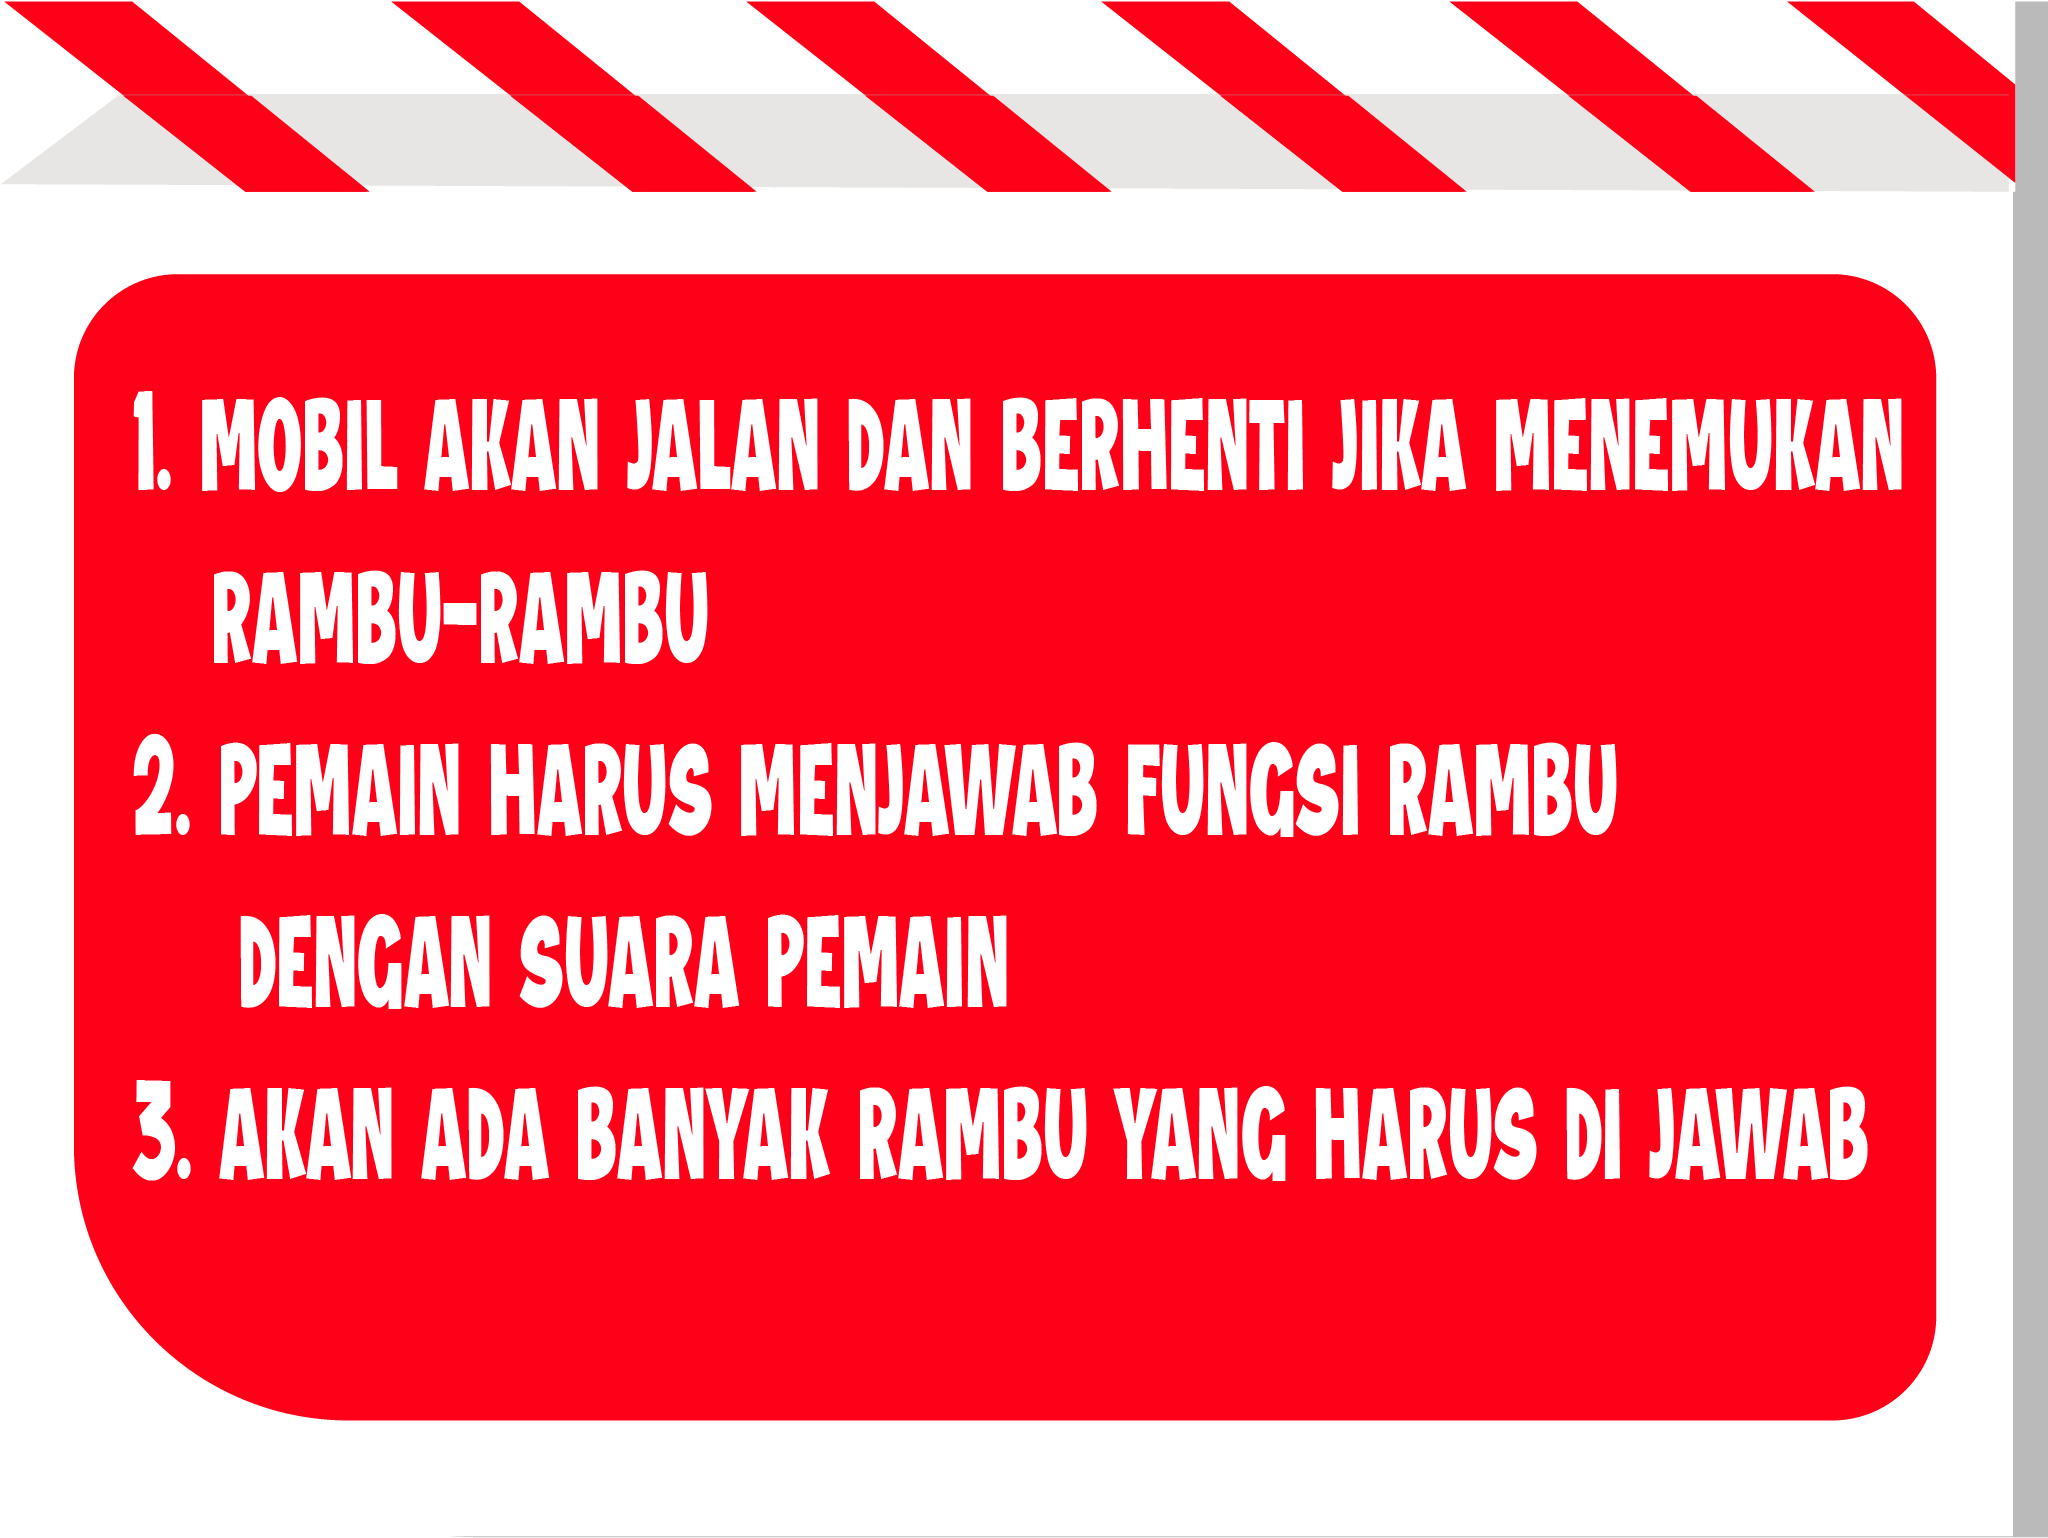 1. MOBIL AKAN JALAN DAN BERHENTI JIKA MENEMUKAN
RAMBU-RAMBU
2. PEMAIN HARUS MENJAWAB FUNGSI RAMBU
DENGAN SUARA PEMAIN
3. AKAN ADA BANYAK RAMBU YANG HARUS DI JAWAB